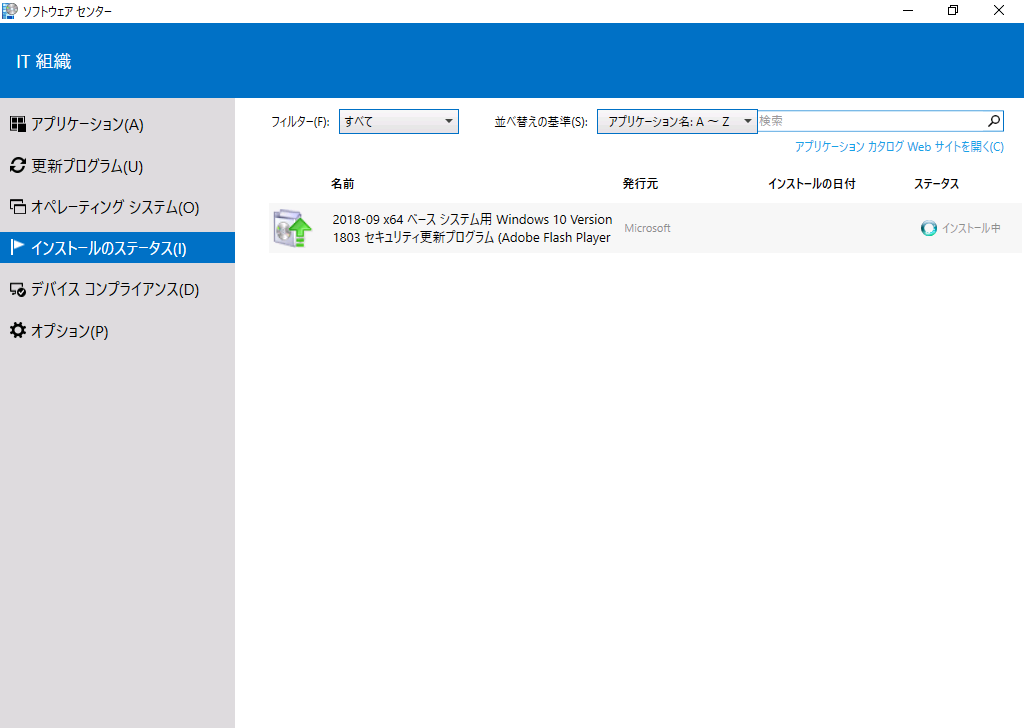 ソフトウェア センター
IT 組織
アプリケーション(A)
更新プログラム(U)
オペレーティング システム(O)
インストールのステータス(I)
デバイス コンプライアンス(D)
オプション(P)
フィルター(F): すべて 並べ替えの基準(S): アプリケーション名: A ～ Z 検索
アプリケーション カタログ Web サイトを開く(C)
名前 発行元 インストールの日付 ステータス
2018-09 x64 ベース システム用 Windows 10 Version
1803 セキュリティ更新プログラム (Adobe Flash Player
Microsoft
インストール中